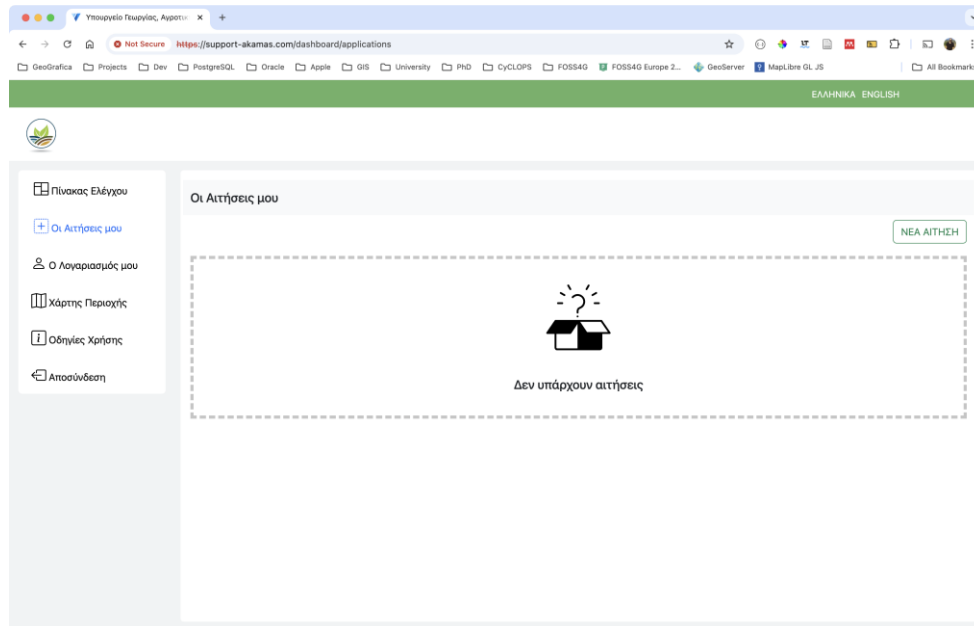 Υπουργείο Γεωργίας, Αγροτικ
Not Secure https://support-akamas.com/dashboard/applications
GeoGrafica Projects Dev PostgreSQL Oracle Apple GIS University PhD CyCLOPS FOSS4G FOSS4G Europe 2... GeoServer MapLibre GL JS All Bookmarks
ΕΛΛΗΝΙΚΑ ENGLISH
Πίνακας Ελέγχου
Οι Αιτήσεις μου
Ο Λογαριασμός μου
Χάρτης Περιοχής
Οδηγίες Χρήσης
Αποσύνδεση
Οι Αιτήσεις μου
ΝΕΑ ΑΙΤΗΣΗ
Δεν υπάρχουν αιτήσεις